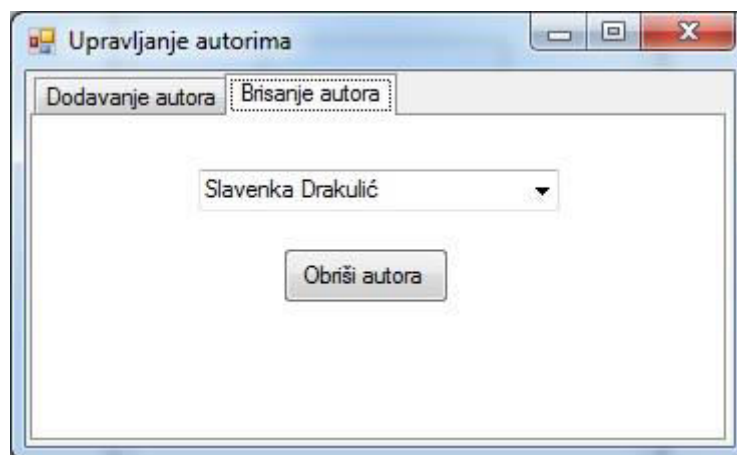 Upravljanje autorima
Dodavanje autora Brisanje autora
Slavenka Drakulić
Obriši autora